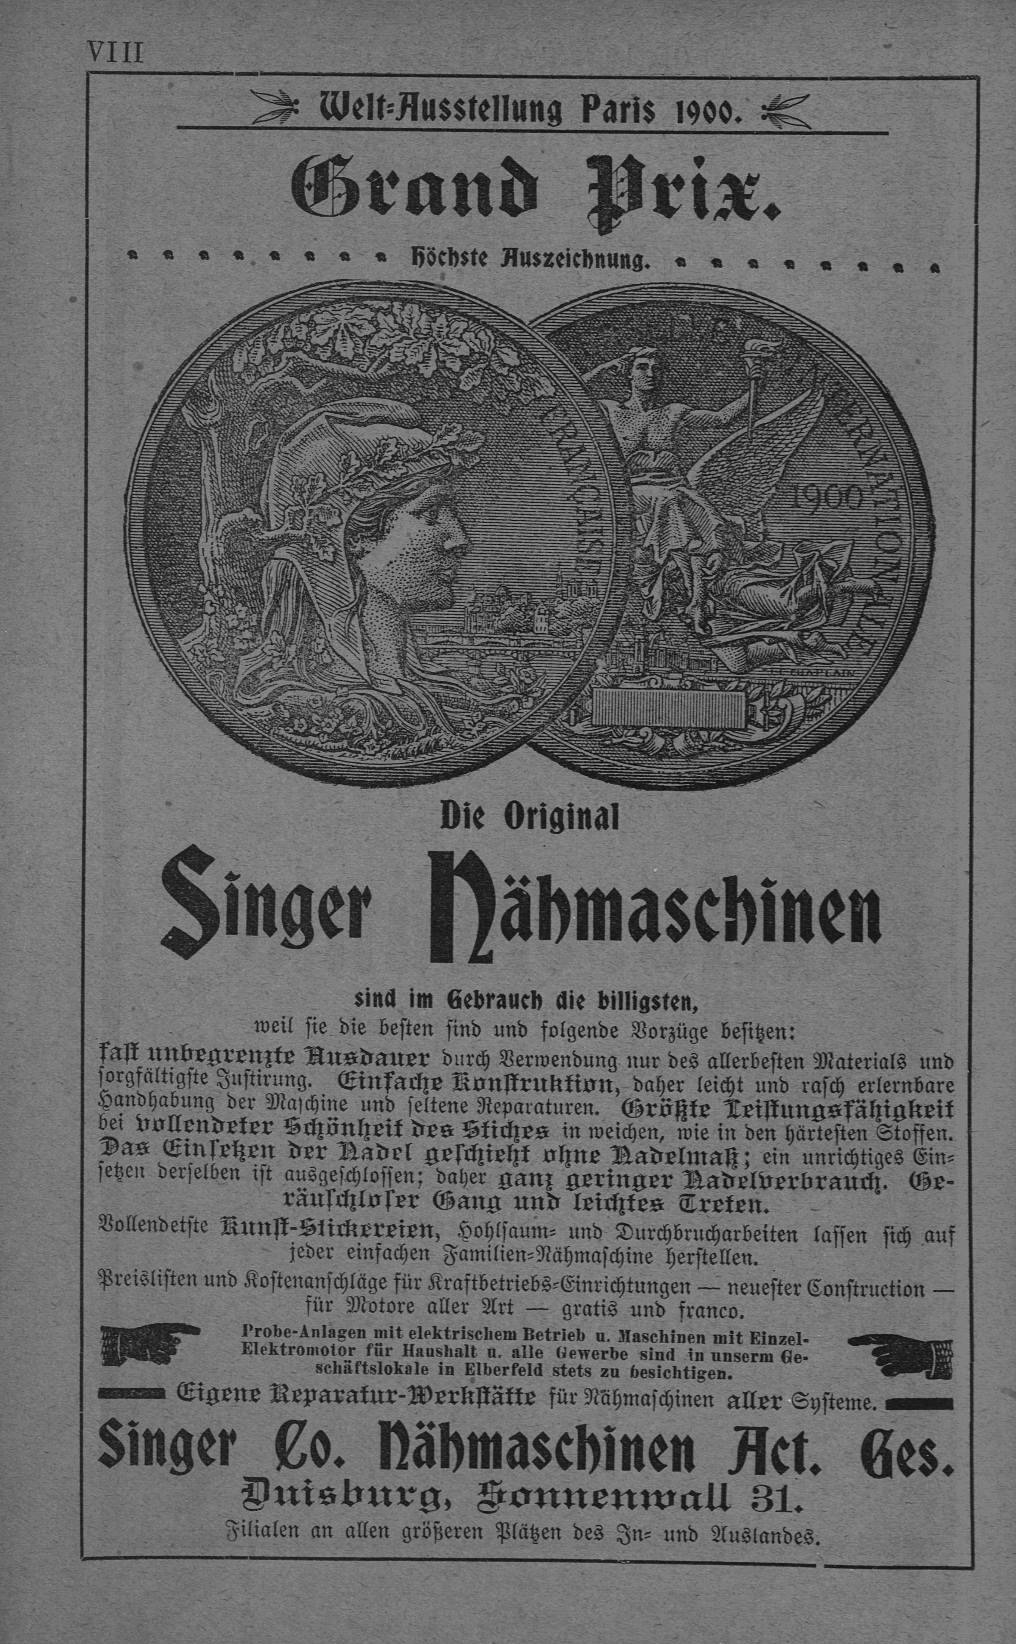 VIII
Welt-Ausstellung Paris 1900.
Grand Prix.
Höchste Auszeichnung.
FRANÇAISE
INTERNATIONALE
1900
CHAPLAIN
Die Original
Singer Nähmaschinen
sind im Gebrauch die billigsten,
weil sie die besten sind und folgende Vorzüge besitzen:
fast unbegrenzte Ausdauer durch Verwendung nur des allerbesten Materials und
sorgfältigste Justirung. Einfache Konstruktion, daher leicht und rasch erlernbare
Handhabung der Maschine und seltene Reparaturen. Größte Leistungsfähigkeit
bei vollendeter Schönheit des Stiches in weichen, wie in den härtesten Stoffen.
Das Einsetzen der Nadel geschieht ohne Nadelmaß; ein unrichtiges Ein-
setzen derselben ist ausgeschlossen; daher ganz geringer Nadelverbrauch. Ge-
räuschloser Gang und leichtes Treten.
Vollendetste Kunst-Stickereien, Hohlsaum- und Durchbrucharbeiten lassen sich auf
jeder einfachen Familien-Nähmaschine herstellen.
Preislisten und Kostenanschläge für Kraftbetriebs-Einrichtungen — neuester Construction —
für Motore aller Art — gratis und franco.
Probe-Anlagen mit elektrischem Betrieb u. Maschinen mit Einzel-
Elektromotor für Haushalt u. alle Gewerbe sind in unserm Ge-
schäftslokale in Elberfeld stets zu besichtigen.
Eigene Reparatur-Werkstätte für Nähmaschinen aller Systeme.
Singer Co. Nähmaschinen Act. Ges.
Duisburg, Sonnenwall 31.
Filialen an allen größeren Plätzen des In- und Auslandes.